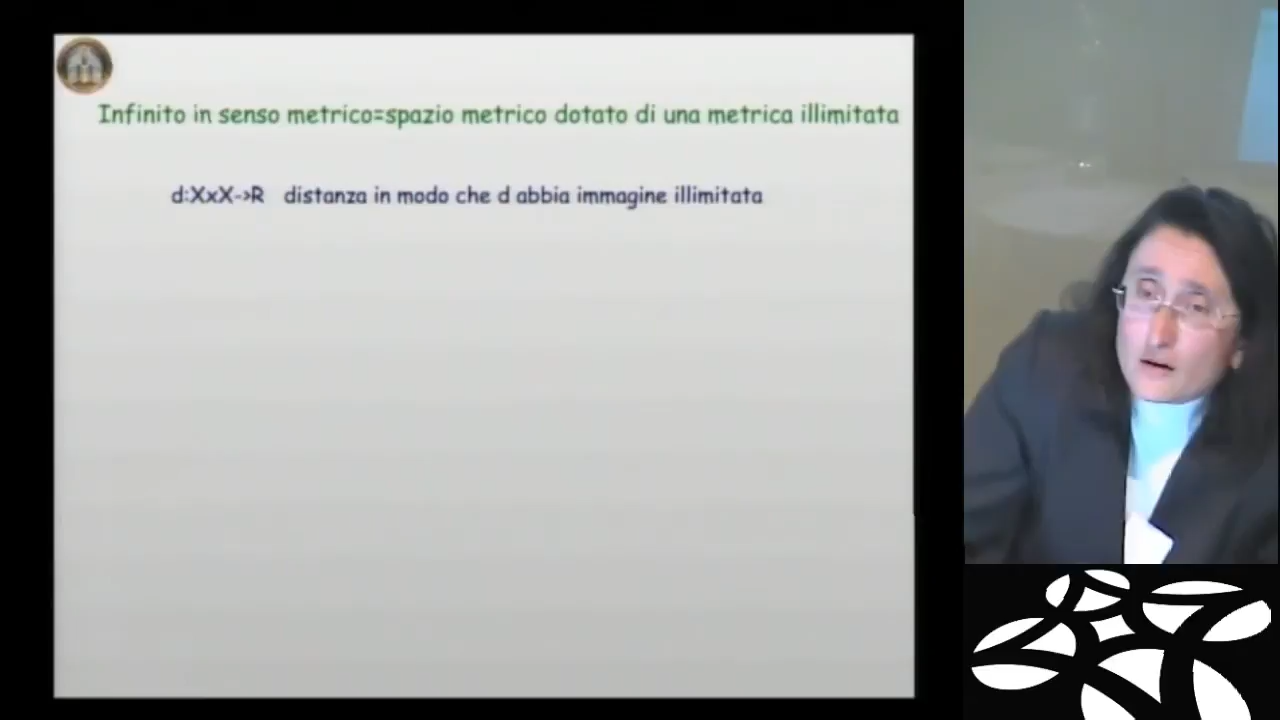 Infinito in senso metrico=spazio metrico dotato di una metrica illimitata
d:XxX->R distanza in modo che d abbia immagine illimitata